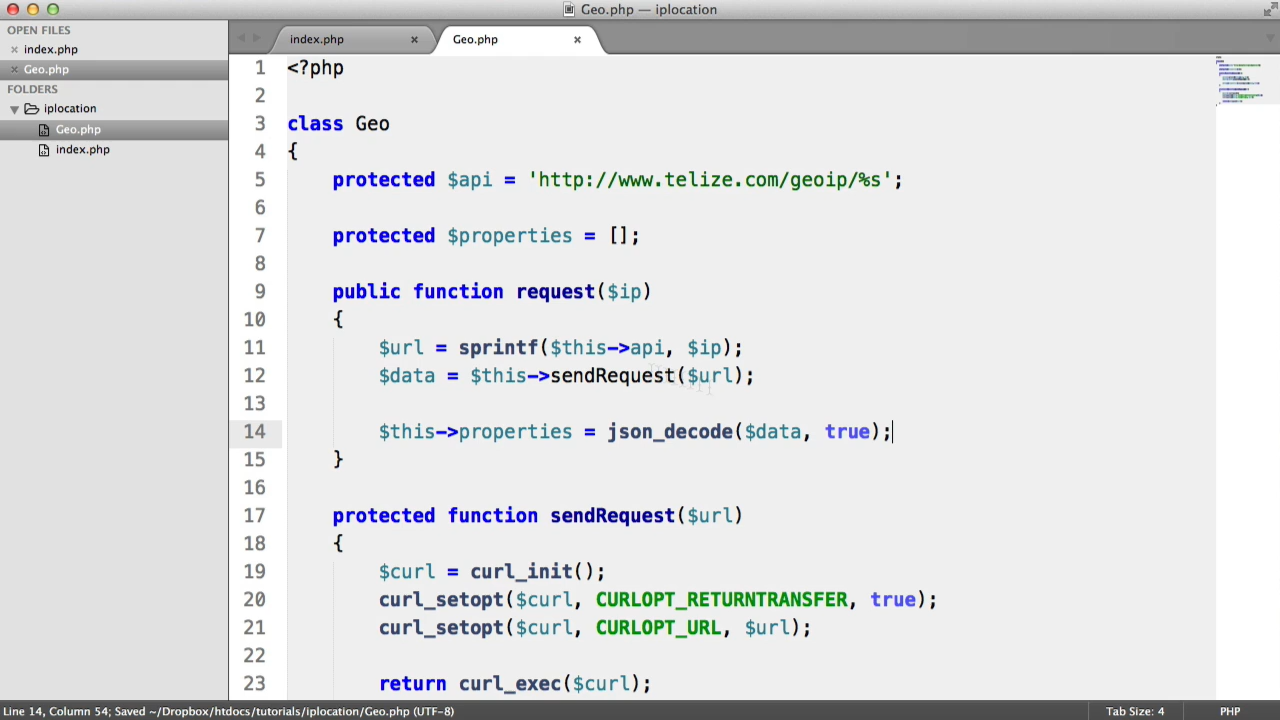 Geo.php — iplocation
OPEN FILES
index.php
Geo.php
FOLDERS
iplocation
Geo.php
index.php
index.php
Geo.php
1 <?php
2
3 class Geo
4 {
5 protected $api = 'http://www.telize.com/geoip/%s';
6
7 protected $properties = [];
8
9 public function request($ip)
10 {
11 $url = sprintf($this->api, $ip);
12 $data = $this->sendRequest($url);
13
14 $this->properties = json_decode($data, true);
15 }
16
17 protected function sendRequest($url)
18 {
19 $curl = curl_init();
20 curl_setopt($curl, CURLOPT_RETURNTRANSFER, true);
21 curl_setopt($curl, CURLOPT_URL, $url);
22
23 return curl_exec($curl);
Line 14, Column 54; Saved ~/Dropbox/htdocs/tutorials/iplocation/Geo.php (UTF-8)
Tab Size: 4
PHP